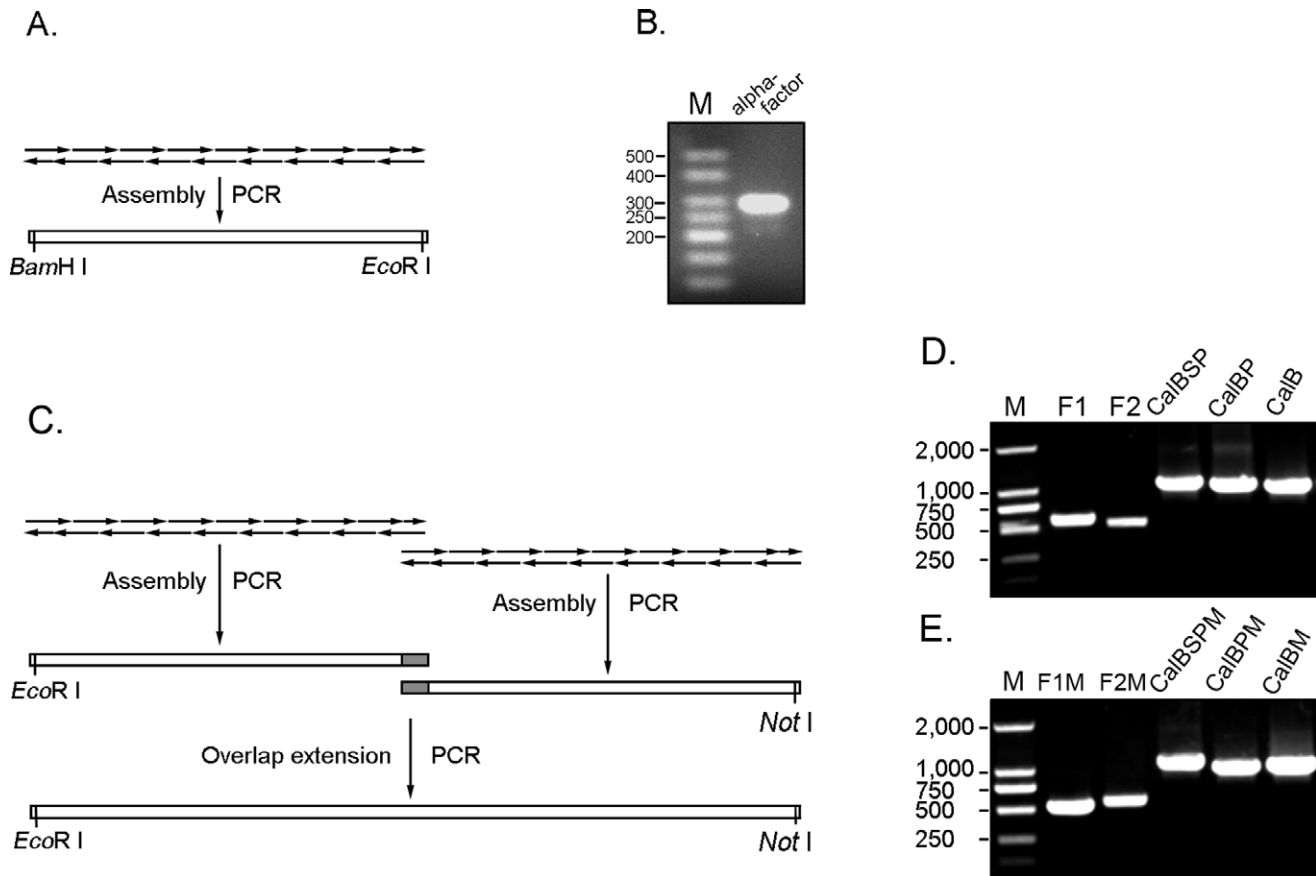 A.
Assembly PCR
BamH I
EcoR I
B.
M
alpha-
factor
500
400
300
250
200
C.
Assembly PCR
Assembly PCR
EcoR I
Not I
Overlap extension PCR
EcoR I
Not I
D.
M F1 F2 CalBSP CalBP CalB
2,000
1,000
750
500
250
E.
M F1M F2M CalBSPM CalBPM CalBM
2,000
1,000
750
500
250